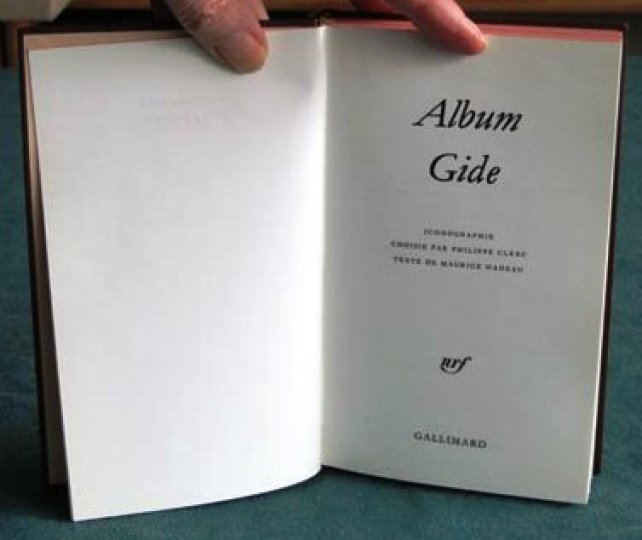 Album
Gide
ICONOGRAPHIE
CHOISIE PAR PHILIPPE CLERC
TEXTE DE MAURICE NADEAU
nrf
GALLIMARD